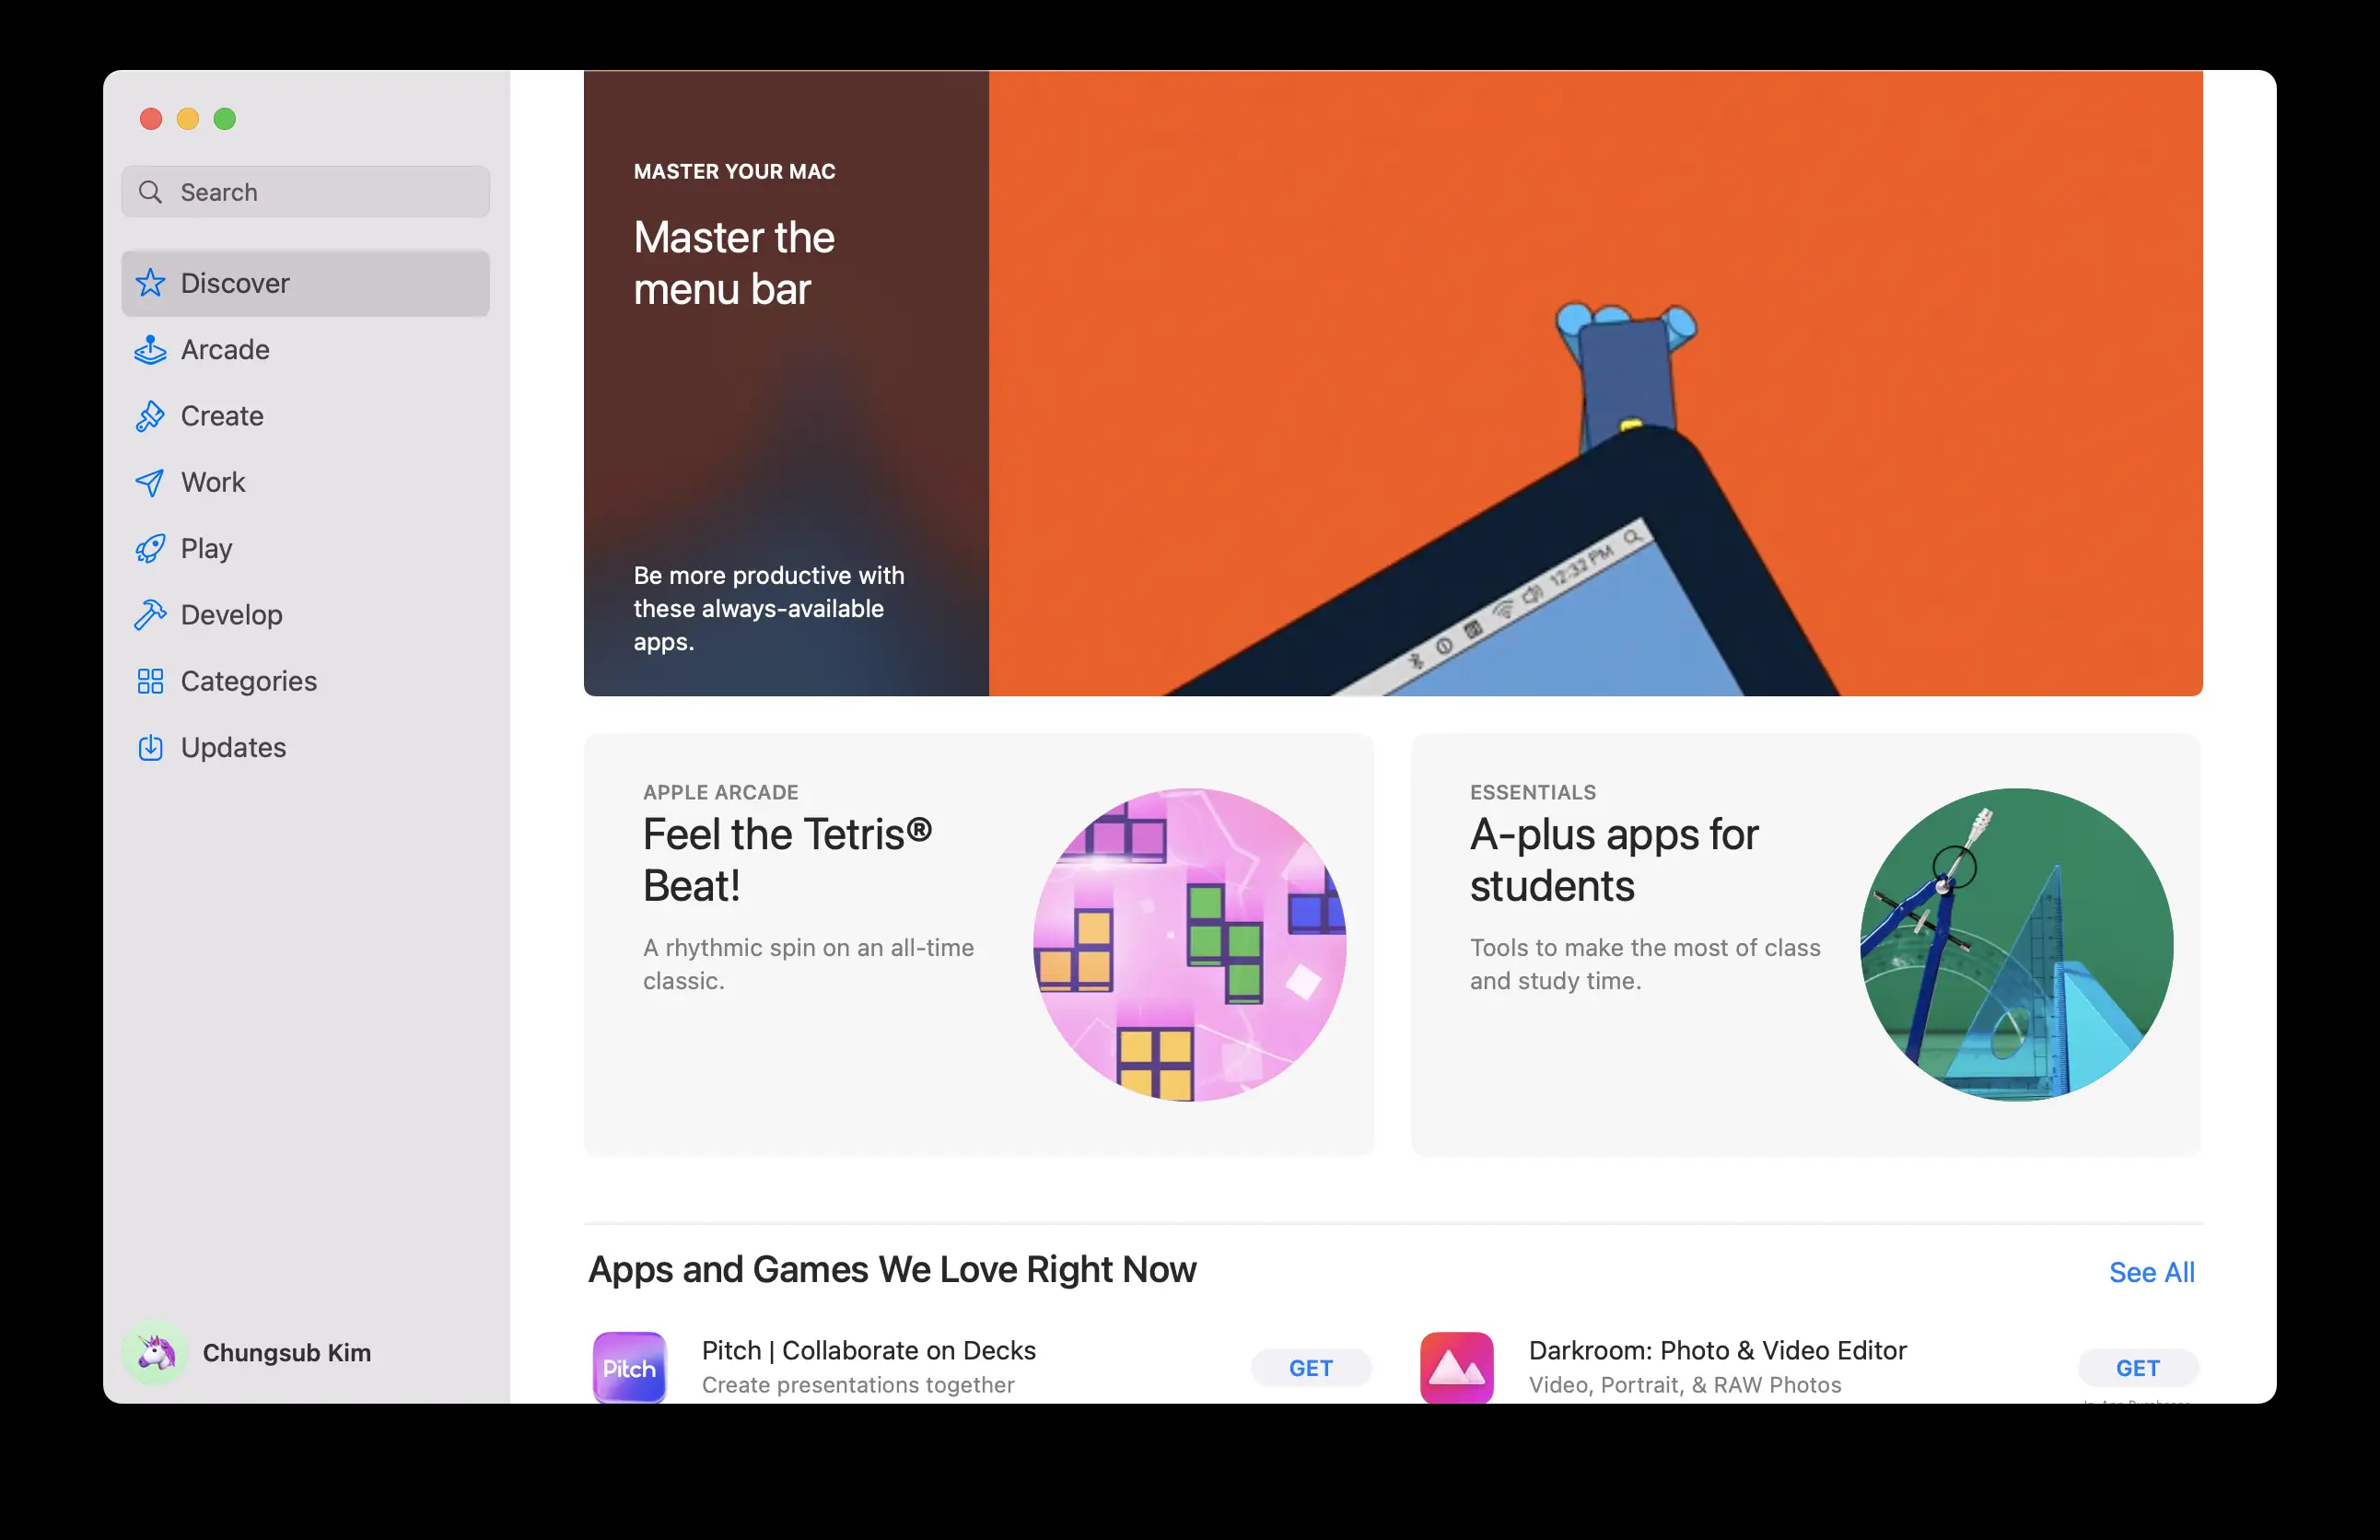 Search
Discover
Arcade
Create
Work
Play
Develop
Categories
Updates
Chungsub Kim
MASTER YOUR MAC
Master the
menu bar
Be more productive with
these always-available
apps.
12:32 PM
APPLE ARCADE
Feel the Tetris®
Beat!
A rhythmic spin on an all-time
classic.
ESSENTIALS
A-plus apps for
students
Tools to make the most of class
and study time.
Apps and Games We Love Right Now
See All
Pitch
Pitch | Collaborate on Decks
Create presentations together
GET
Darkroom: Photo & Video Editor
Video, Portrait, & RAW Photos
GET